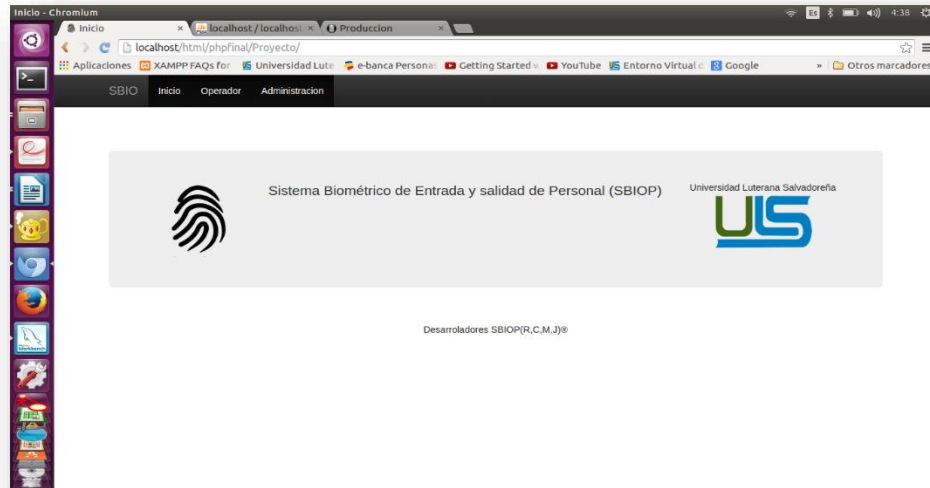 Inicio - Chromium
Es
4:38
Inicio
localhost / localhost
Produccion
localhost/html/phpfinal/Proyecto/
Aplicaciones XAMPP FAQs for Universidad Lute e-banca Personas Getting Started w YouTube Entorno Virtual d Google » Otros marcadores
SBIO Inicio Operador Administracion
Sistema Biométrico de Entrada y salidad de Personal (SBIOP)
Universidad Luterana Salvadoreña
ULS
Desarroladores SBIOP(R,C,M,J)®